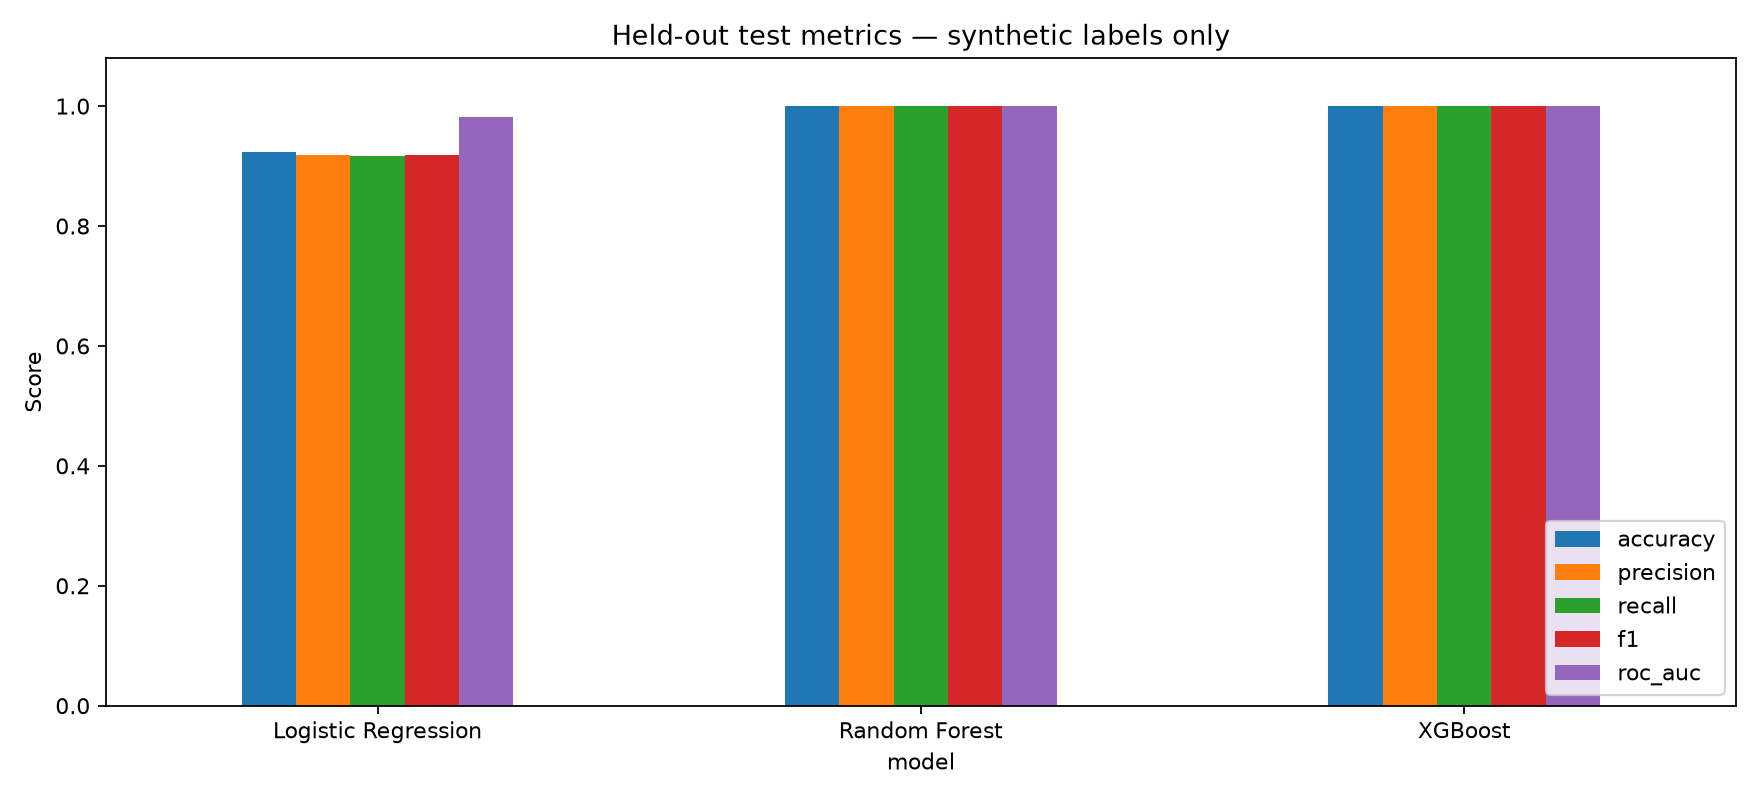 Held-out test metrics — synthetic labels only
Score
1.0
0.8
0.6
0.4
0.2
0.0
Logistic Regression
Random Forest
XGBoost
model
accuracy
precision
recall
f1
roc_auc